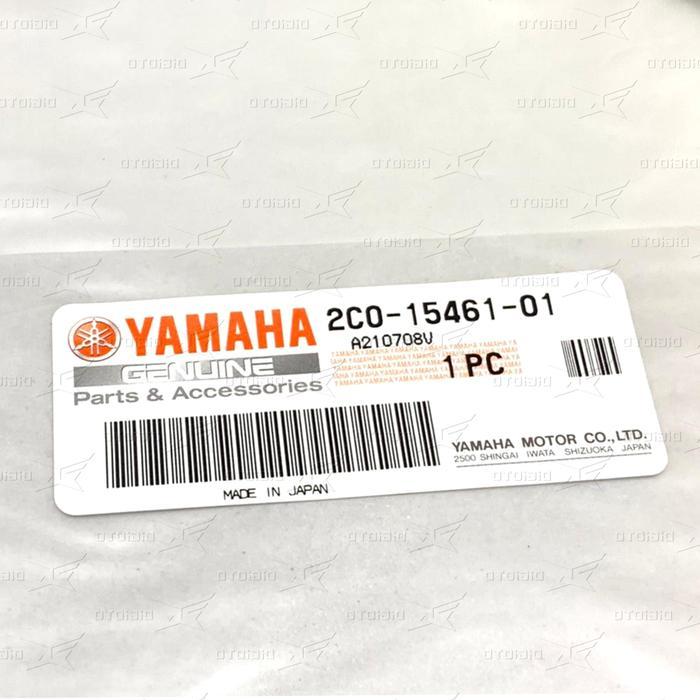 YAMAHA
GENUINE
Parts & Accessories
2C0-15461-01
A210708V
1 PC
MADE IN JAPAN
YAMAHA MOTOR CO.,LTD.
2500 SHINGAI IWATA SHIZUOKA JAPAN